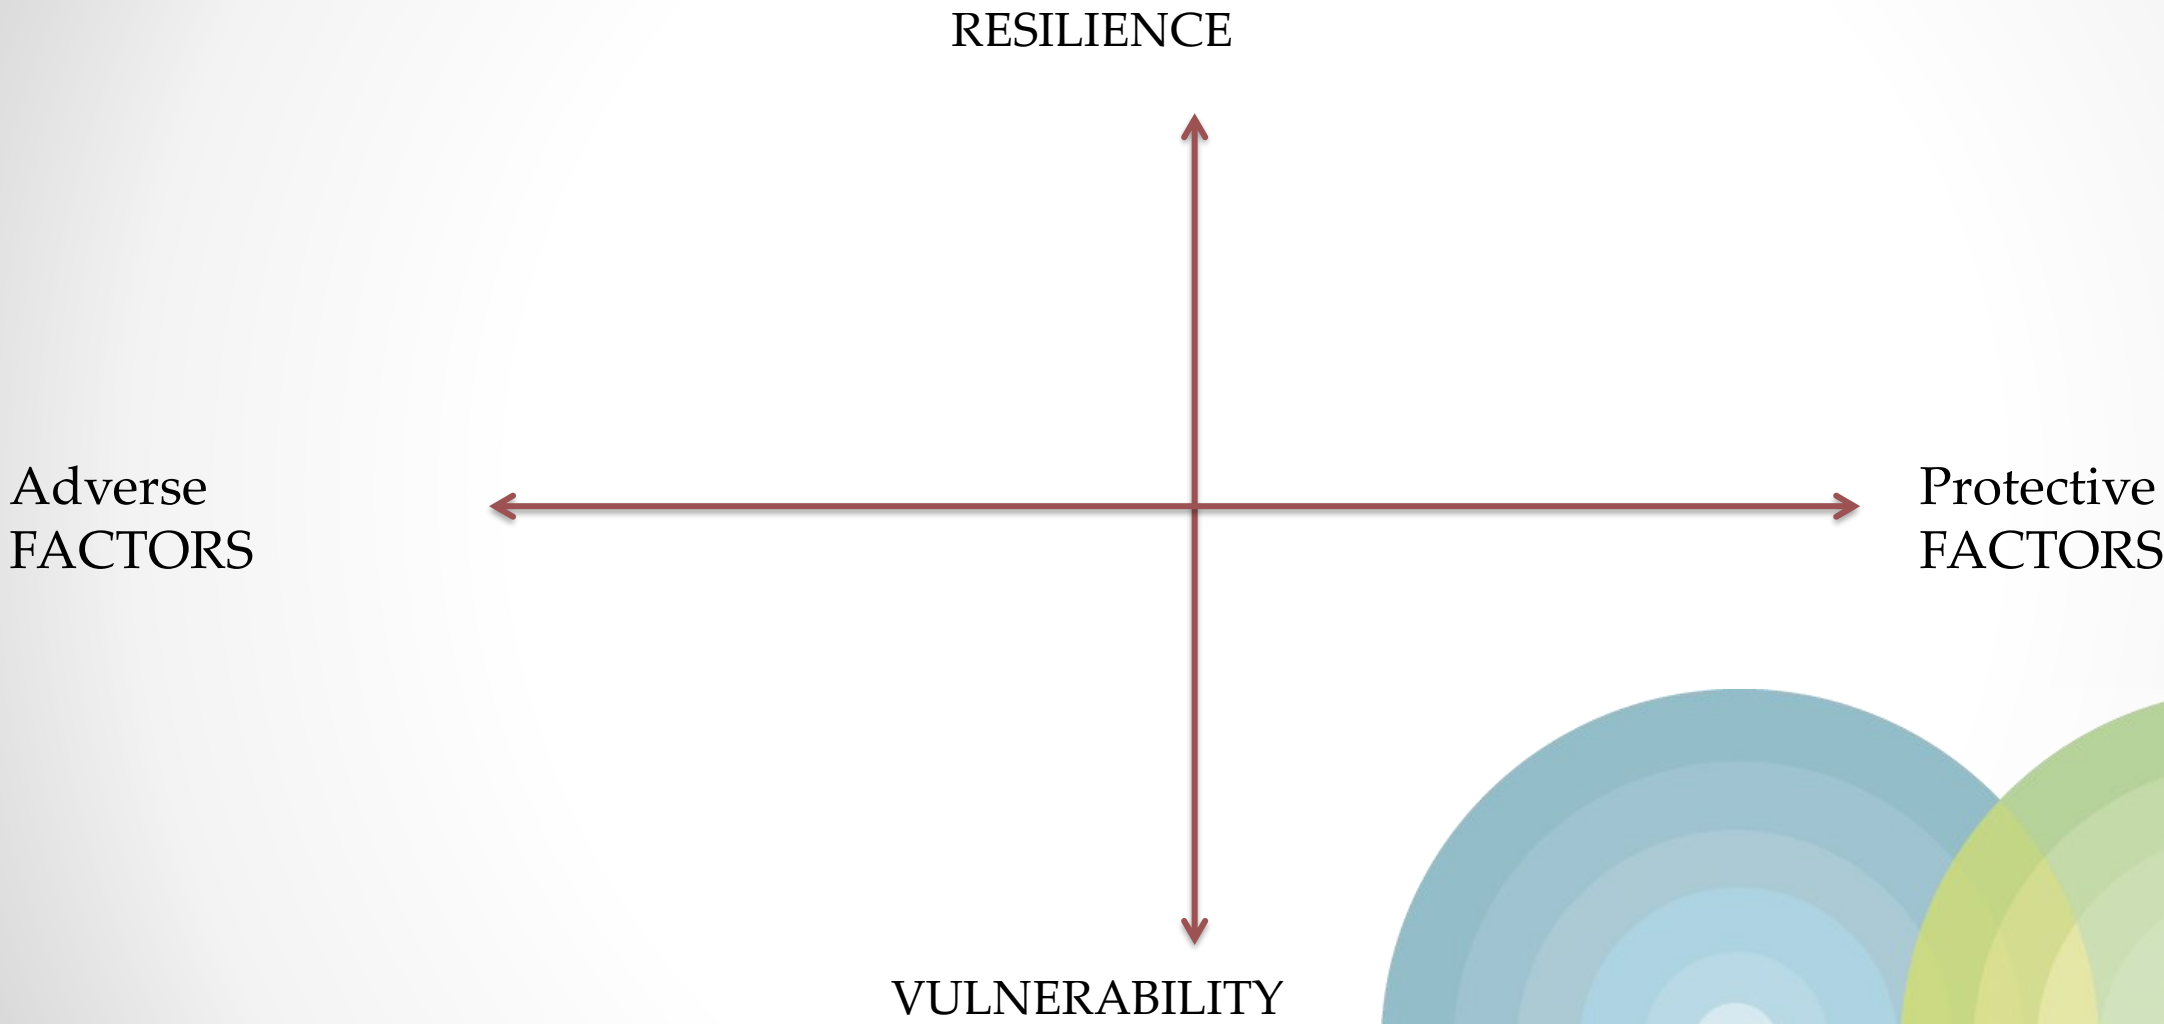 RESILIENCE
Adverse
FACTORS
Protective
FACTORS
VULNERABILITY